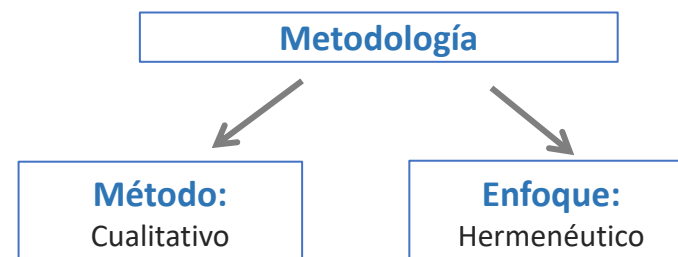 Metodología
Método:
Cualitativo
Enfoque:
Hermenéutico